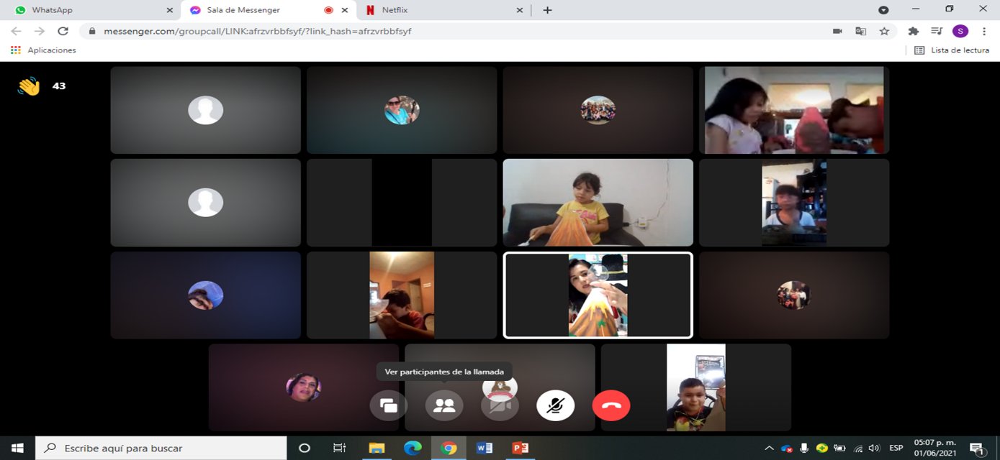 WhatsApp
Sala de Messenger
Netflix
messenger.com/groupcall/LINK:afrzvrbbfsyf/?link_hash=afrzvrbbfsyf
S
Aplicaciones
Lista de lectura
43
Ver participantes de la llamada
Escribe aquí para buscar
ESP
05:07 p. m.
01/06/2021
1